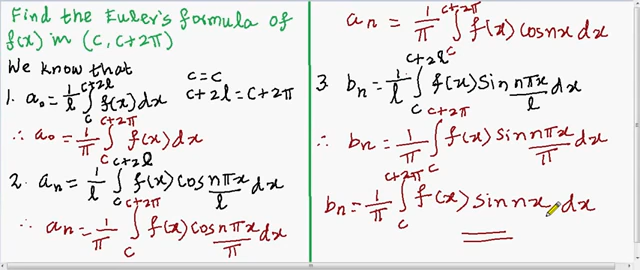 Find the Euler's formula of
f(x) in (c, c+2π)
We know that
c = c
1. a₀ = 1/l ∫_c^{c+2l} f(x) dx c+2l = c+2π
∴ a₀ = 1/π ∫_c^{c+2π} f(x) dx
2. aₙ = 1/l ∫_c^{c+2l} f(x) cos nπx/l dx
∴ aₙ = 1/π ∫_c^{c+2π} f(x) cos nπx/π dx
aₙ = 1/π ∫_c^{c+2π} f(x) cos nx dx
3. bₙ = 1/l ∫_c^{c+2l} f(x) Sin nπx/l dx
∴ bₙ = 1/π ∫_c^{c+2π} f(x) sin nπx/π dx
bₙ = 1/π ∫_c^{c+2π} f(x) sin nx dx